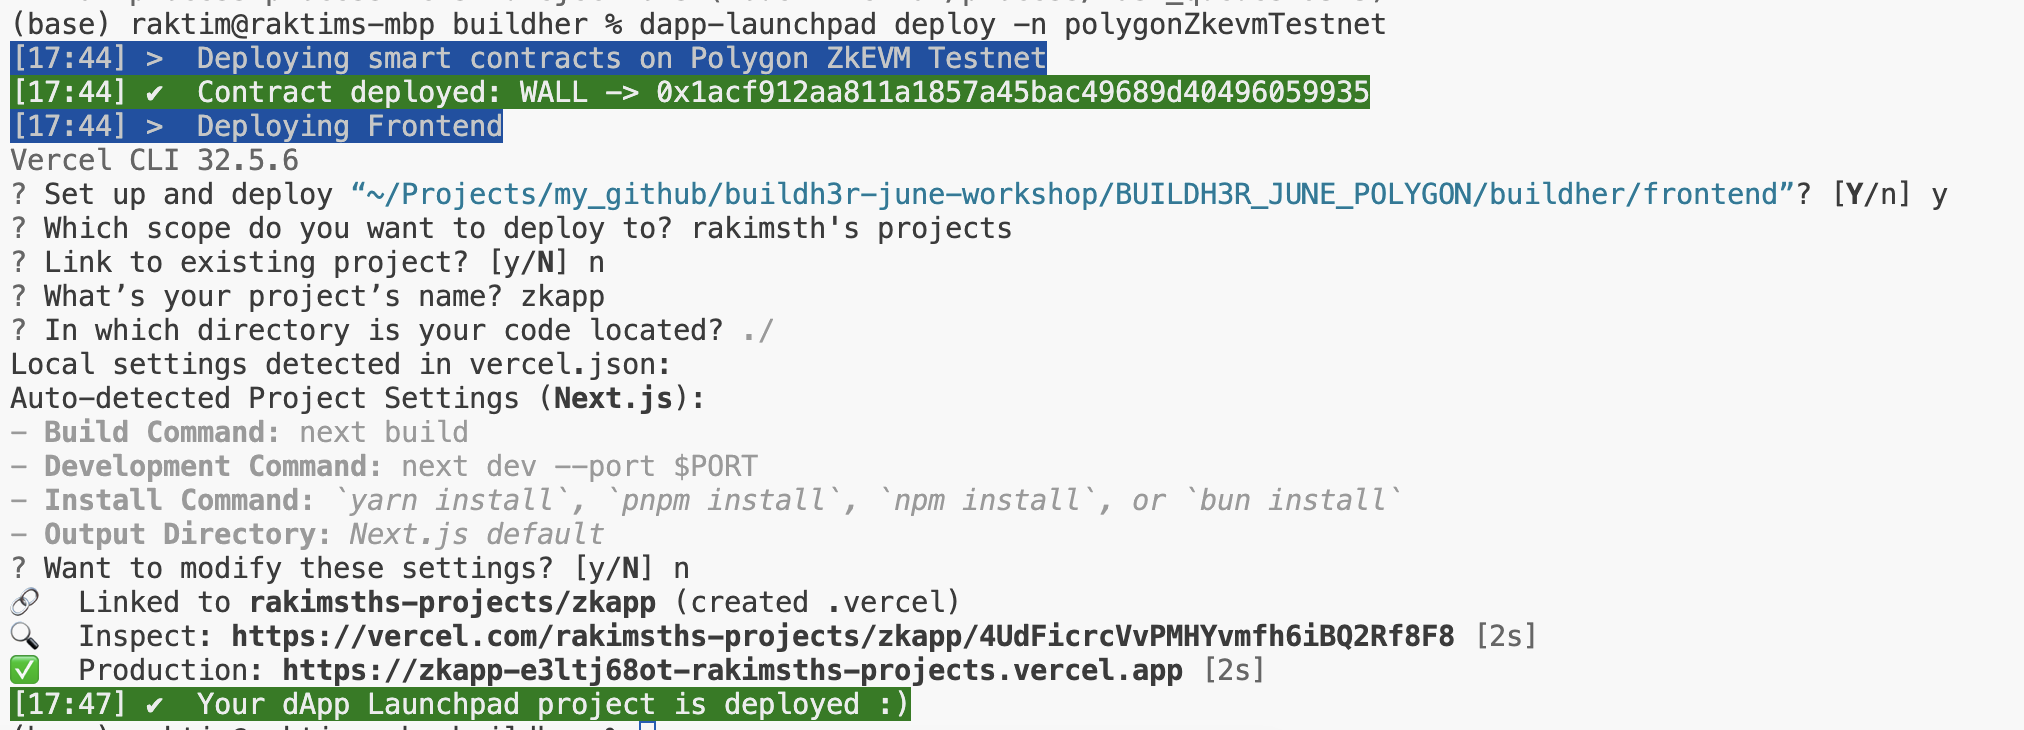 (base) raktim@raktims-mbp buildher % dapp-launchpad deploy -n polygonZkevmTestnet
[17:44] >  Deploying smart contracts on Polygon ZkEVM Testnet
[17:44] ✔  Contract deployed: WALL -> 0x1acf912aa811a1857a45bac49689d40496059935
[17:44] >  Deploying Frontend
Vercel CLI 32.5.6
? Set up and deploy “~/Projects/my_github/buildh3r-june-workshop/BUILDH3R_JUNE_POLYGON/buildher/frontend”? [Y/n] y
? Which scope do you want to deploy to? rakimsth's projects
? Link to existing project? [y/N] n
? What’s your project’s name? zkapp
? In which directory is your code located? ./
Local settings detected in vercel.json:
Auto-detected Project Settings (Next.js):
- Build Command: next build
- Development Command: next dev --port $PORT
- Install Command: `yarn install`, `pnpm install`, `npm install`, or `bun install`
- Output Directory: Next.js default
? Want to modify these settings? [y/N] n
🔗  Linked to rakimsths-projects/zkapp (created .vercel)
🔍  Inspect: https://vercel.com/rakimsths-projects/zkapp/4UdFicrcVvPMHYvmfh6iBQ2Rf8F8 [2s]
✅  Production: https://zkapp-e3ltj68ot-rakimsths-projects.vercel.app [2s]
[17:47] ✔  Your dApp Launchpad project is deployed :)